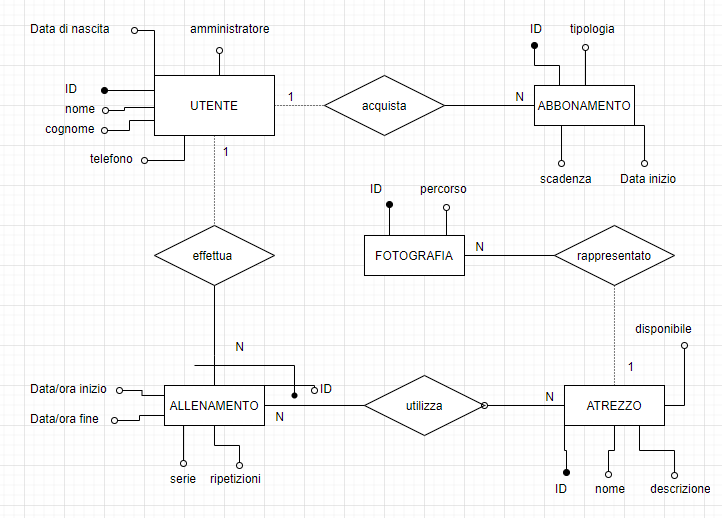 Data di nascita
amministratore
ID
tipologia
ID
nome
cognome
telefono
UTENTE
1
acquista
N
ABBONAMENTO
1
scadenza
Data inizio
ID
percorso
effettua
FOTOGRAFIA
N
rappresentato
disponibile
N
1
Data/ora inizio
Data/ora fine
ID
ALLENAMENTO
N
utilizza
N
ATREZZO
serie
ripetizioni
ID
nome
descrizione